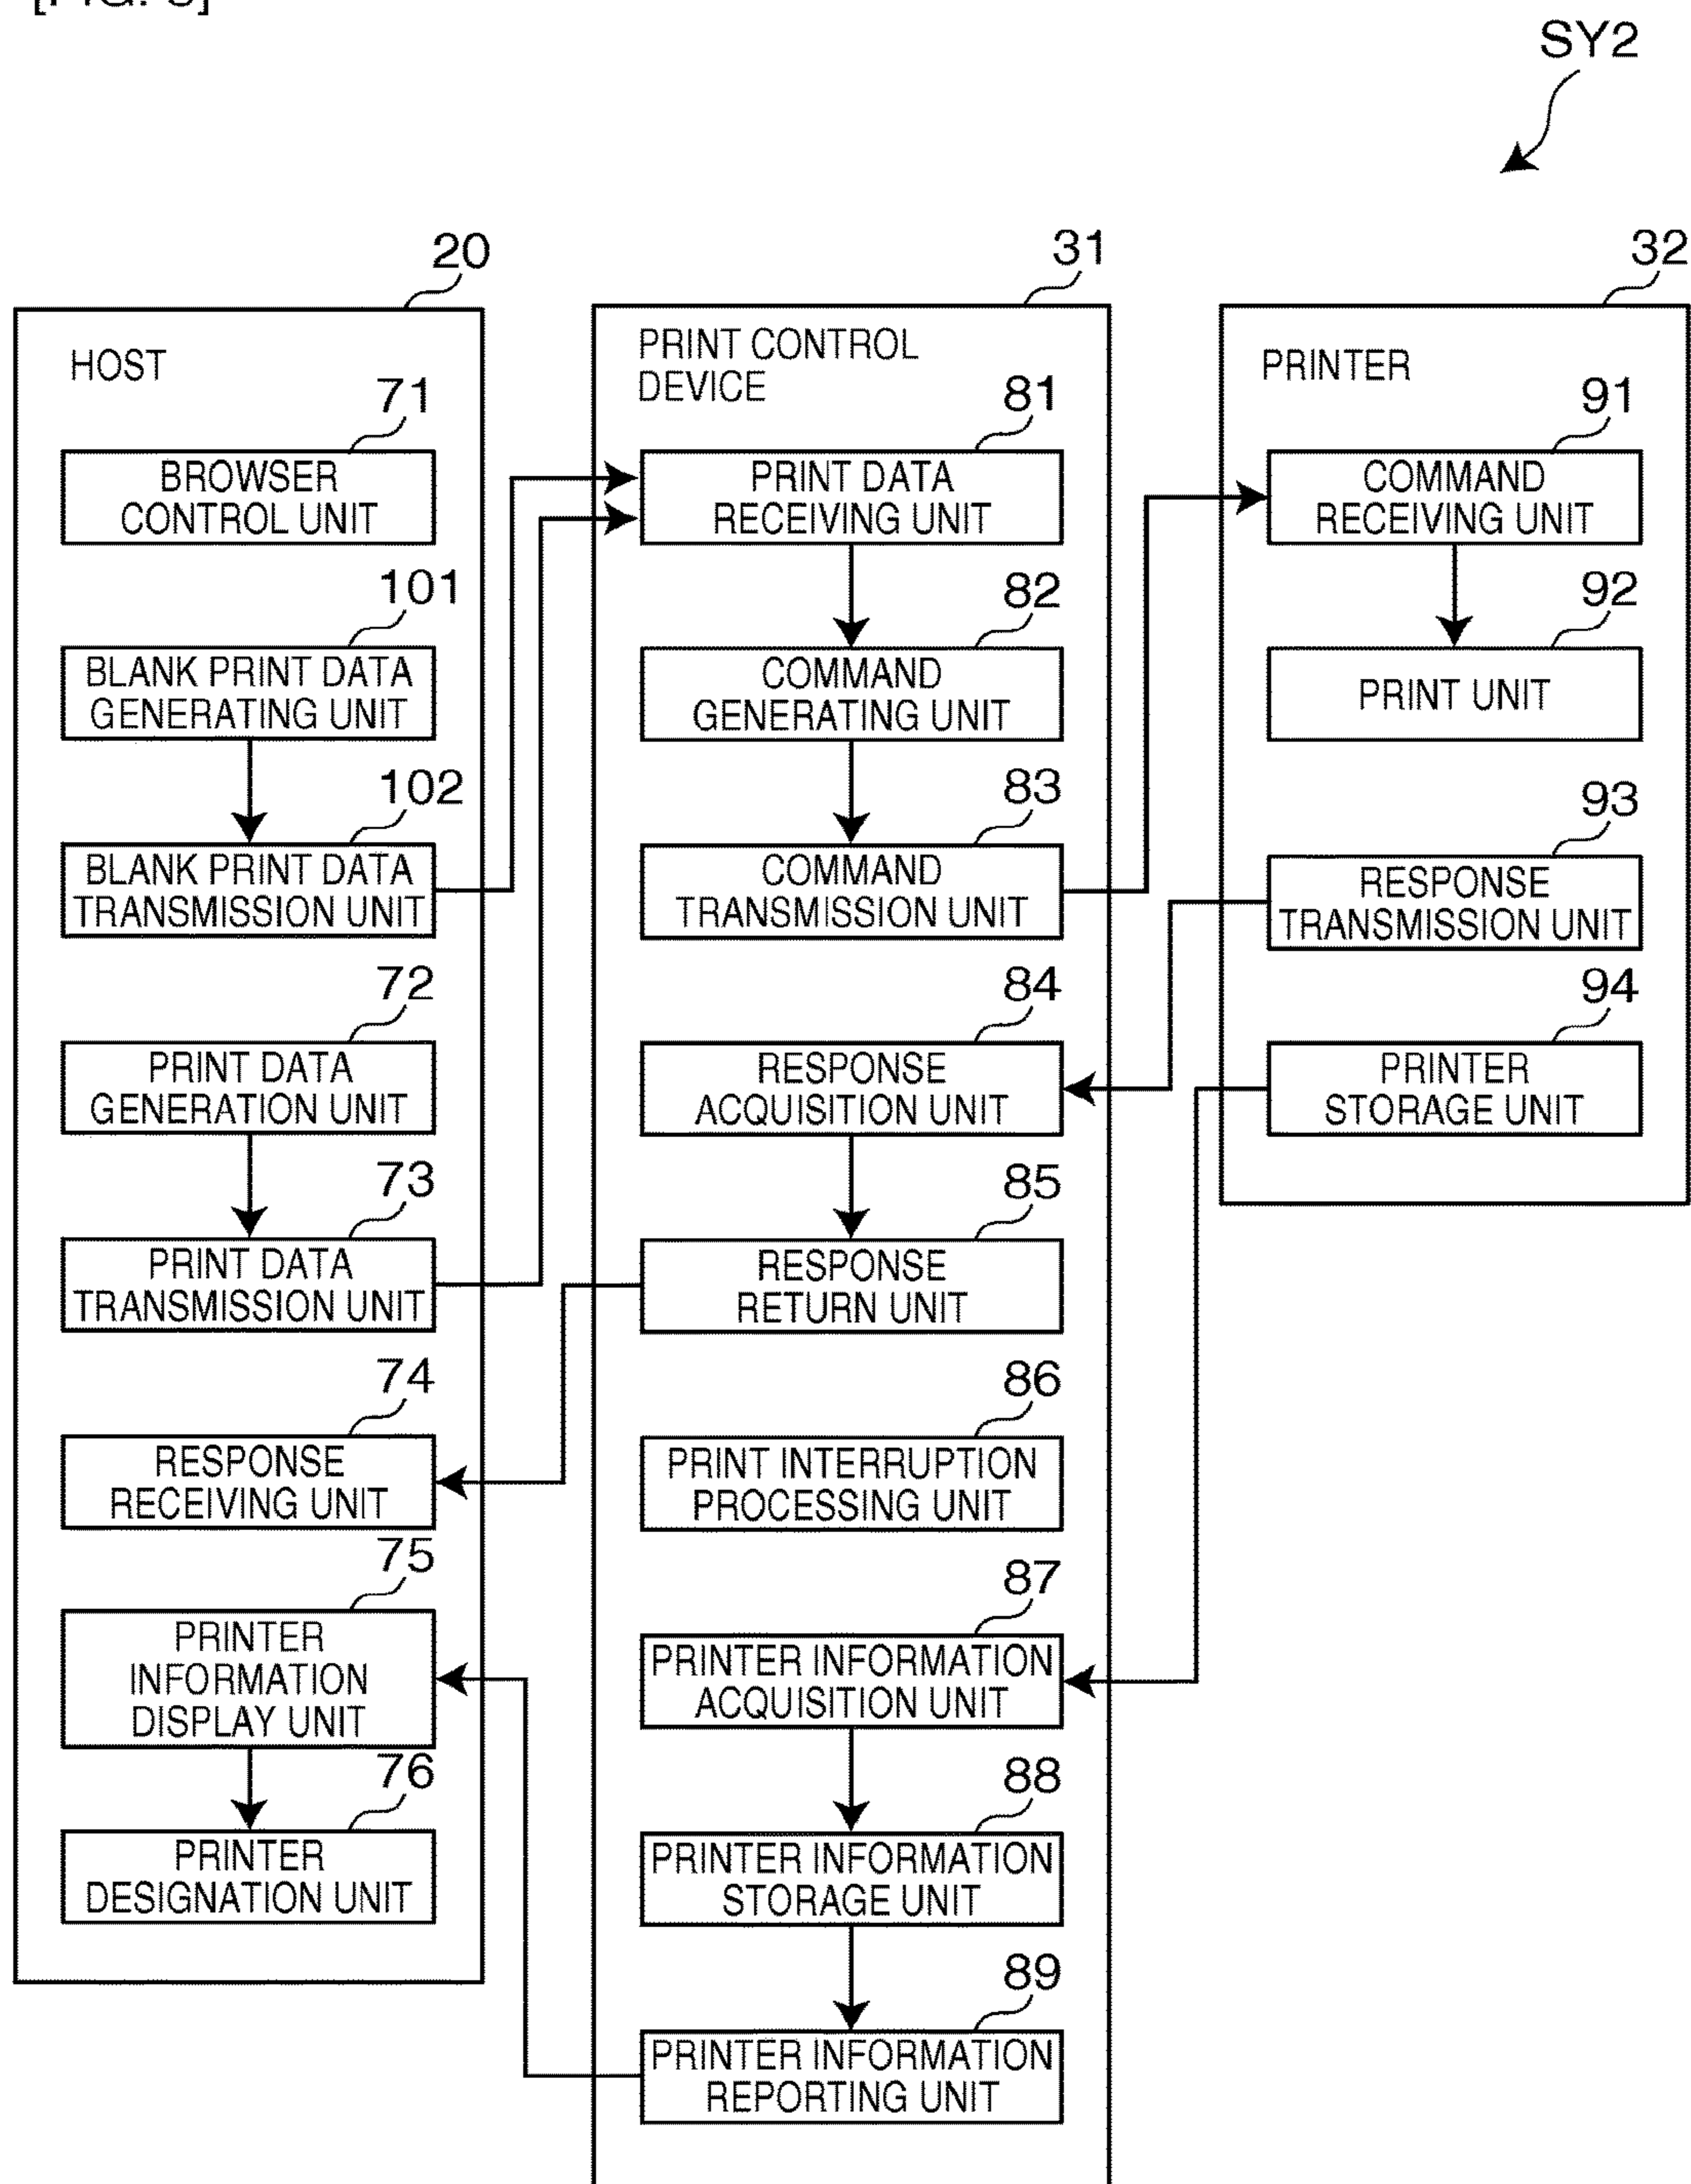 SY2
20
HOST
71
BROWSER
CONTROL UNIT
101
BLANK PRINT DATA
GENERATING UNIT
102
BLANK PRINT DATA
TRANSMISSION UNIT
72
PRINT DATA
GENERATION UNIT
73
PRINT DATA
TRANSMISSION UNIT
74
RESPONSE
RECEIVING UNIT
75
PRINTER
INFORMATION
DISPLAY UNIT
76
PRINTER
DESIGNATION UNIT
31
PRINT CONTROL
DEVICE
81
PRINT DATA
RECEIVING UNIT
82
COMMAND
GENERATING UNIT
83
COMMAND
TRANSMISSION UNIT
84
RESPONSE
ACQUISITION UNIT
85
RESPONSE
RETURN UNIT
86
PRINT INTERRUPTION
PROCESSING UNIT
87
PRINTER INFORMATION
ACQUISITION UNIT
88
PRINTER INFORMATION
STORAGE UNIT
89
PRINTER INFORMATION
REPORTING UNIT
32
PRINTER
91
COMMAND
RECEIVING UNIT
92
PRINT UNIT
93
RESPONSE
TRANSMISSION UNIT
94
PRINTER
STORAGE UNIT